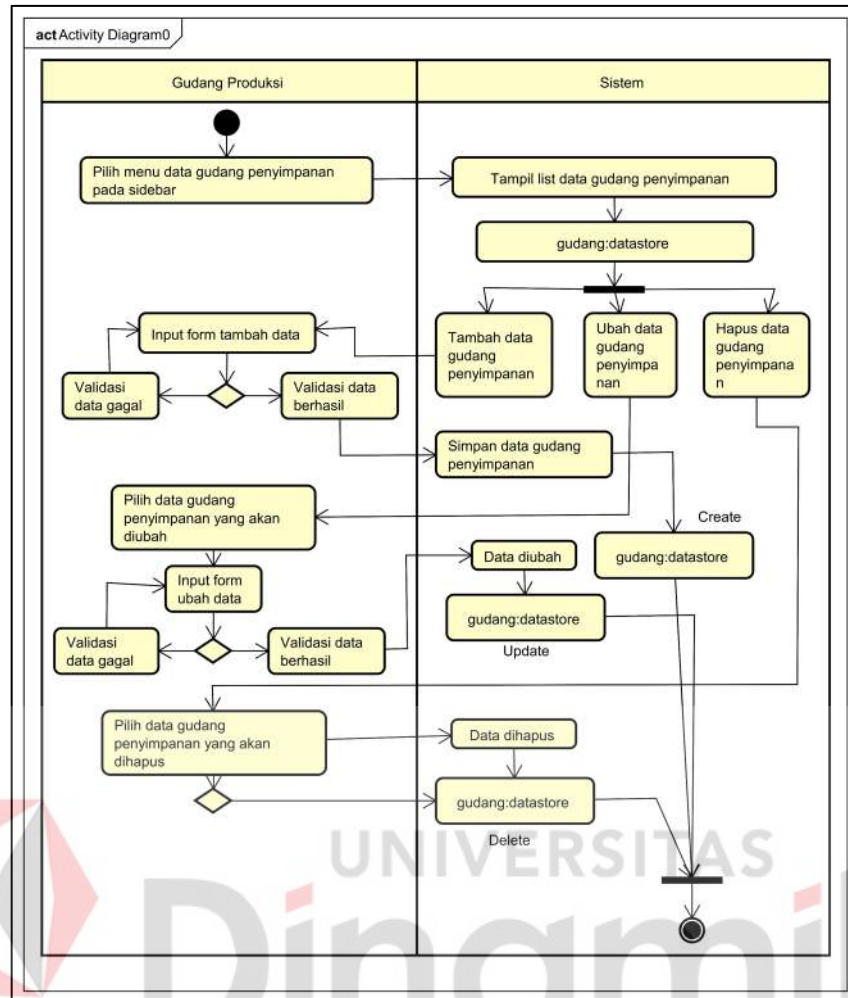 act Activity Diagram0
Gudang Produksi
Sistem
Pilih menu data gudang penyimpanan
pada sidebar
Tampil list data gudang penyimpanan
gudang:datastore
Input form tambah data
Tambah data
gudang
penyimpanan
Ubah data
gudang
penyimpa
nan
Hapus data
gudang
penyimpana
n
Validasi
data gagal
Validasi data
berhasil
Simpan data gudang
penyimpanan
Pilih data gudang
penyimpanan yang akan
diubah
Create
gudang:datastore
Data diubah
Input form
ubah data
gudang:datastore
Update
Validasi
data gagal
Validasi data
berhasil
Pilih data gudang
penyimpanan yang akan
dihapus
Data dihapus
gudang:datastore
Delete
UNIVERSITAS
Dinami